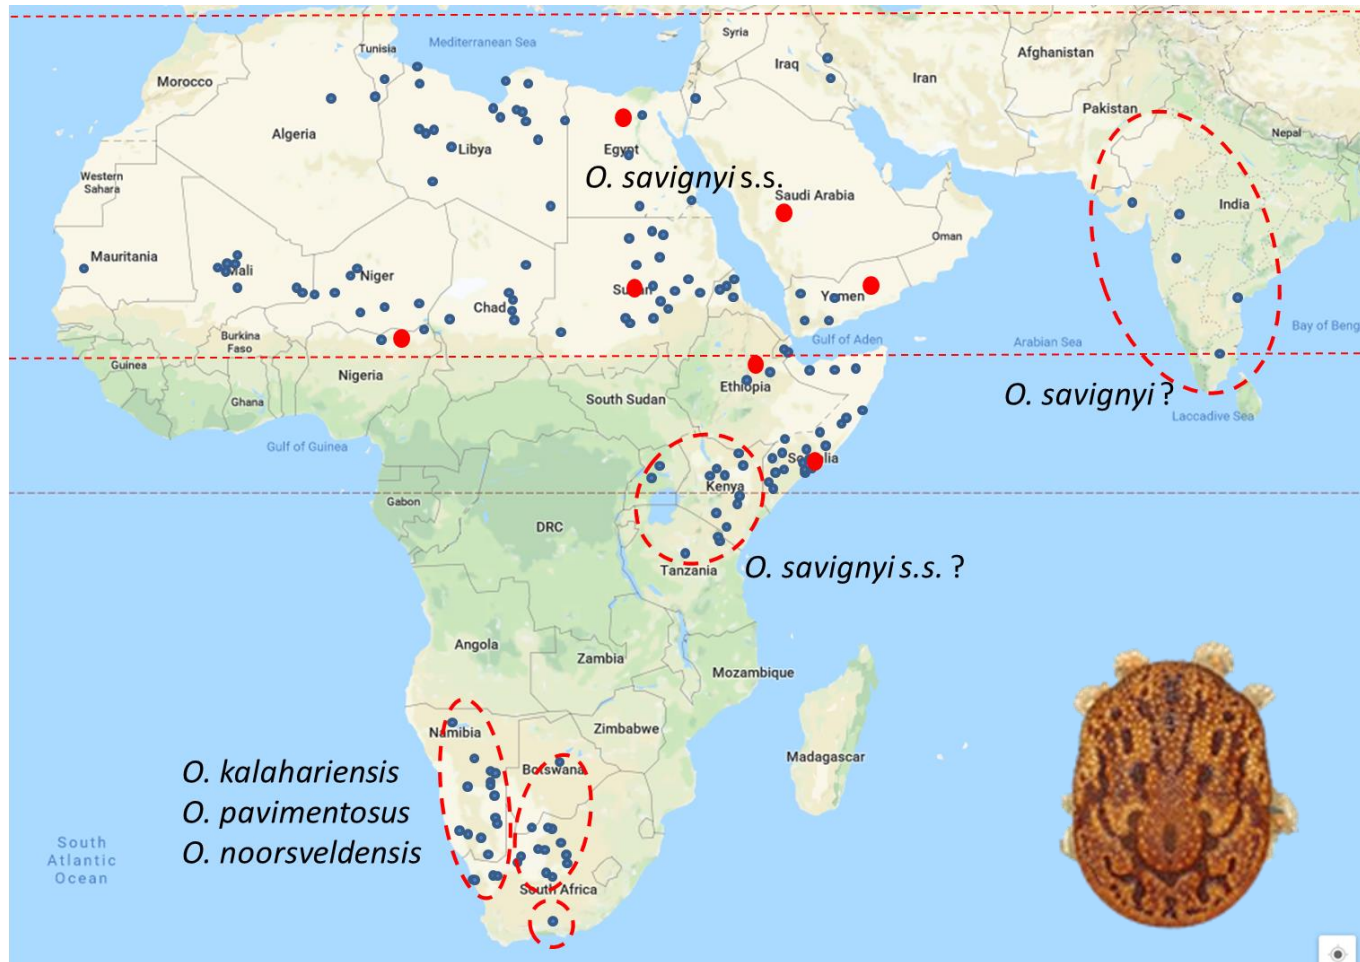 Syria
Afghanistan
Mediterranean Sea
Tunisia
Iraq
Iran
Morocco
Pakistan
Nepal
Algeria
Libya
Egypt
Western
Sahara
O. savignyi s.s.
Saudi Arabia
India
Oman
Mauritania
Mali
Niger
Chad
Sudan
Yemen
Burkina
Faso
Guinea
Nigeria
Gulf of Aden
Arabian Sea
Bay of Beng
Ghana
South Sudan
Ethiopia
O. savignyi ?
Laccadive Sea
Gulf of Guinea
Somalia
Kenya
Gabon
DRC
Tanzania
O. savignyi s.s. ?
Angola
Zambia
Mozambique
Namibia
Zimbabwe
Madagascar
Botswana
O. kalahariensis
O. pavimentosus
O. noorsveldensis
South
Atlantic
Ocean
South Africa